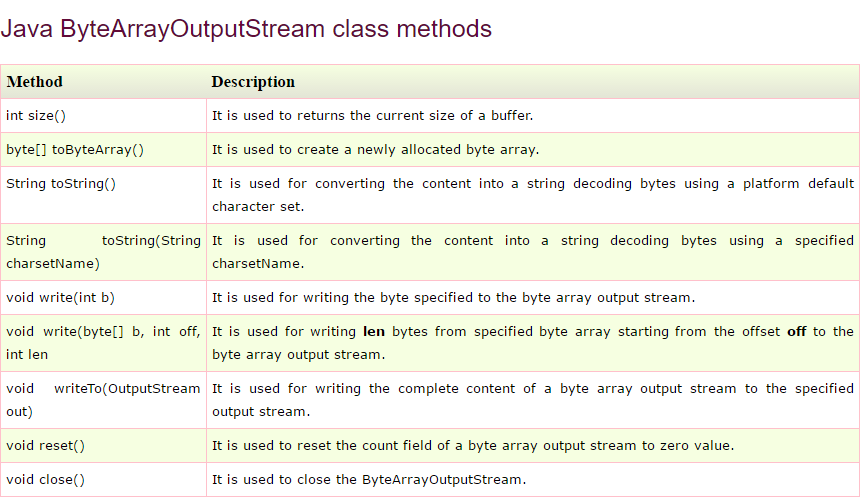 Java ByteArrayOutputStream class methods
Method Description
int size() It is used to returns the current size of a buffer.
byte[] toByteArray() It is used to create a newly allocated byte array.
String toString() It is used for converting the content into a string decoding bytes using a platform default
character set.
String toString(String It is used for converting the content into a string decoding bytes using a specified
charsetName) charsetName.
void write(int b) It is used for writing the byte specified to the byte array output stream.
void write(byte[] b, int off, It is used for writing len bytes from specified byte array starting from the offset off to the
int len byte array output stream.
void writeTo(OutputStream It is used for writing the complete content of a byte array output stream to the specified
out) output stream.
void reset() It is used to reset the count field of a byte array output stream to zero value.
void close() It is used to close the ByteArrayOutputStream.